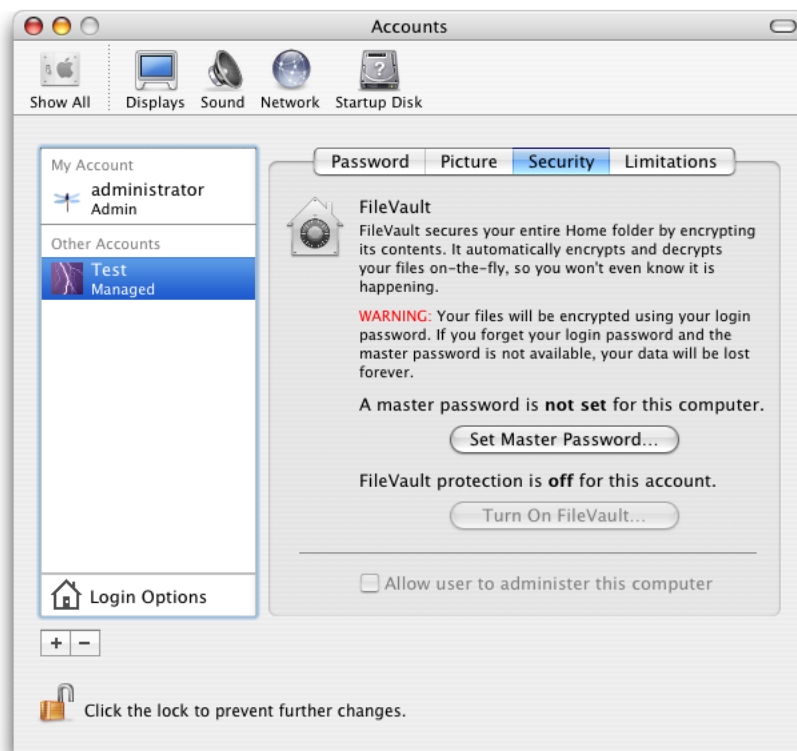 Accounts
Show All
Displays
Sound
Network
Startup Disk
My Account
administrator
Admin
Other Accounts
Test
Managed
Login Options
Password
Picture
Security
Limitations
FileVault
FileVault secures your entire Home folder by encrypting
its contents. It automatically encrypts and decrypts
your files on-the-fly, so you won't even know it is
happening.
WARNING: Your files will be encrypted using your login
password. If you forget your login password and the
master password is not available, your data will be lost
forever.
A master password is not set for this computer.
Set Master Password...
FileVault protection is off for this account.
Turn On FileVault...
Allow user to administer this computer
+ −
Click the lock to prevent further changes.